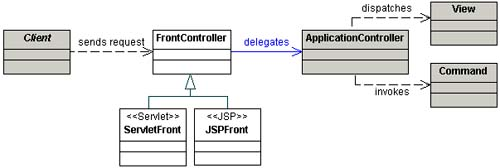 dispatches
View
Client
sends request
FrontController
delegates
ApplicationController
Command
invokes
<<Servlet>>
ServletFront
<<JSP>>
JSPFront